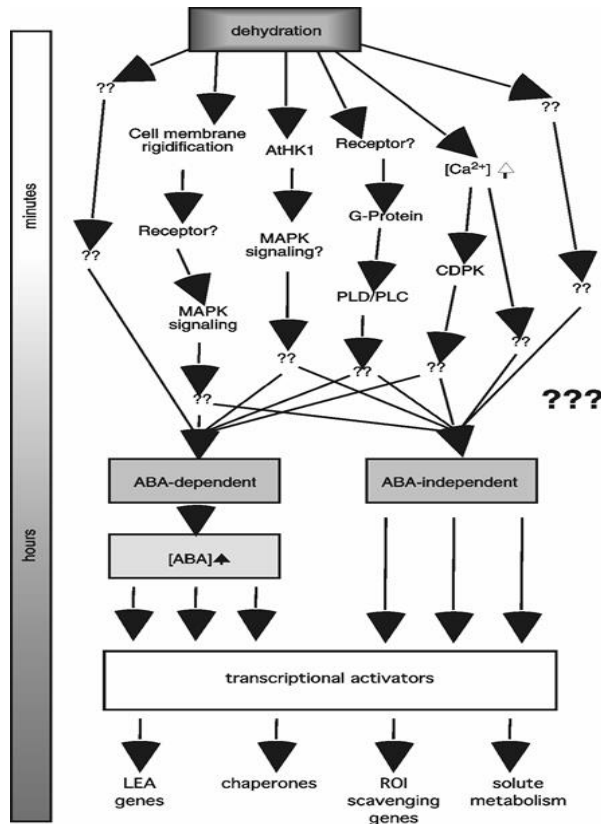 dehydration
??
??
Cell membrane
rigidification
AtHK1
Receptor?
[Ca²⁺]
Receptor?
MAPK
signaling?
G-Protein
CDPK
??
??
MAPK
signaling
PLD/PLC
??
??
??
??
??
??
???
ABA-dependent
ABA-independent
[ABA]
transcriptional activators
LEA
genes
chaperones
ROI
scavenging
genes
solute
metabolism
minutes
hours